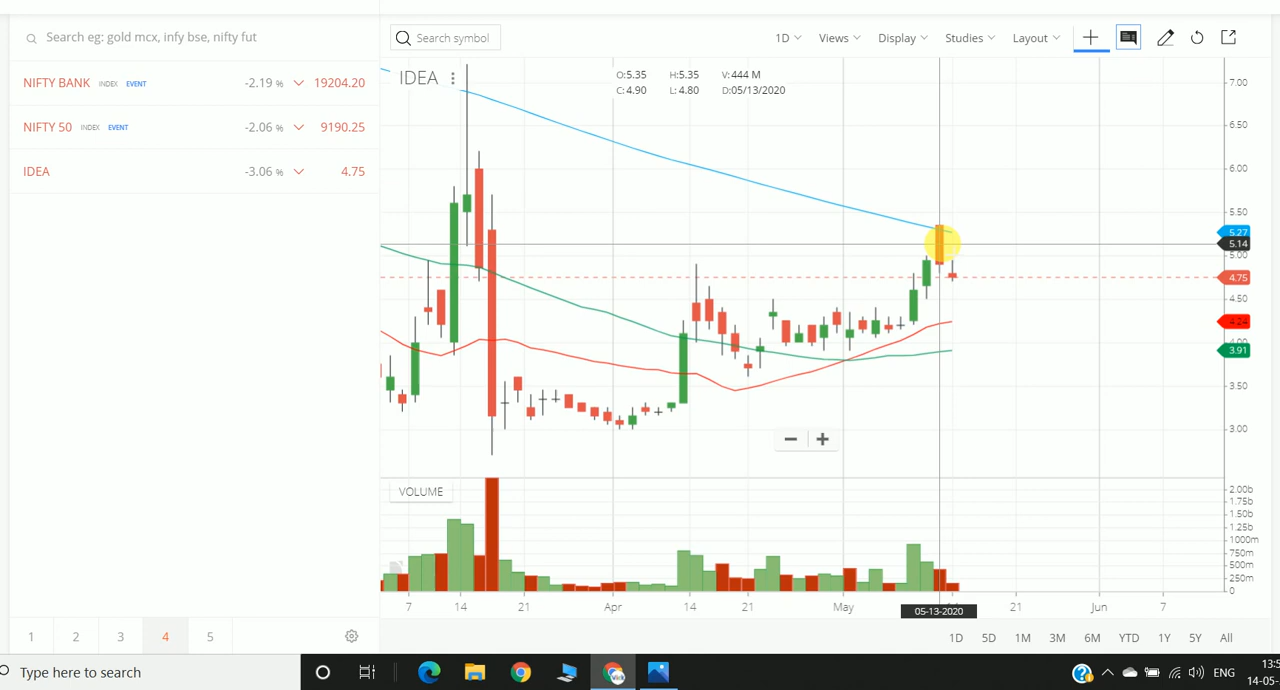 Search eg: gold mcx, infy bse, nifty fut
NIFTY BANK INDEX EVENT -2.19 % 19204.20
NIFTY 50 INDEX EVENT -2.06 % 9190.25
IDEA -3.06 % 4.75
1 2 3 4 5
Search symbol 1D Views Display Studies Layout
IDEA
O:5.35 H:5.35 V:444 M
C:4.90 L:4.80 D:05/13/2020
7.00
6.50
6.00
5.50
5.27
5.14
5.00
4.75
4.50
4.24
4.00
3.91
3.50
3.00
VOLUME
2.00b
1.75b
1.50b
1.25b
1000m
750m
500m
250m
0
7 14 21 Apr 14 21 May 05-13-2020 21 Jun 7
1D 5D 1M 3M 6M YTD 1Y 5Y All
Type here to search
ENG
13:5
14-05-